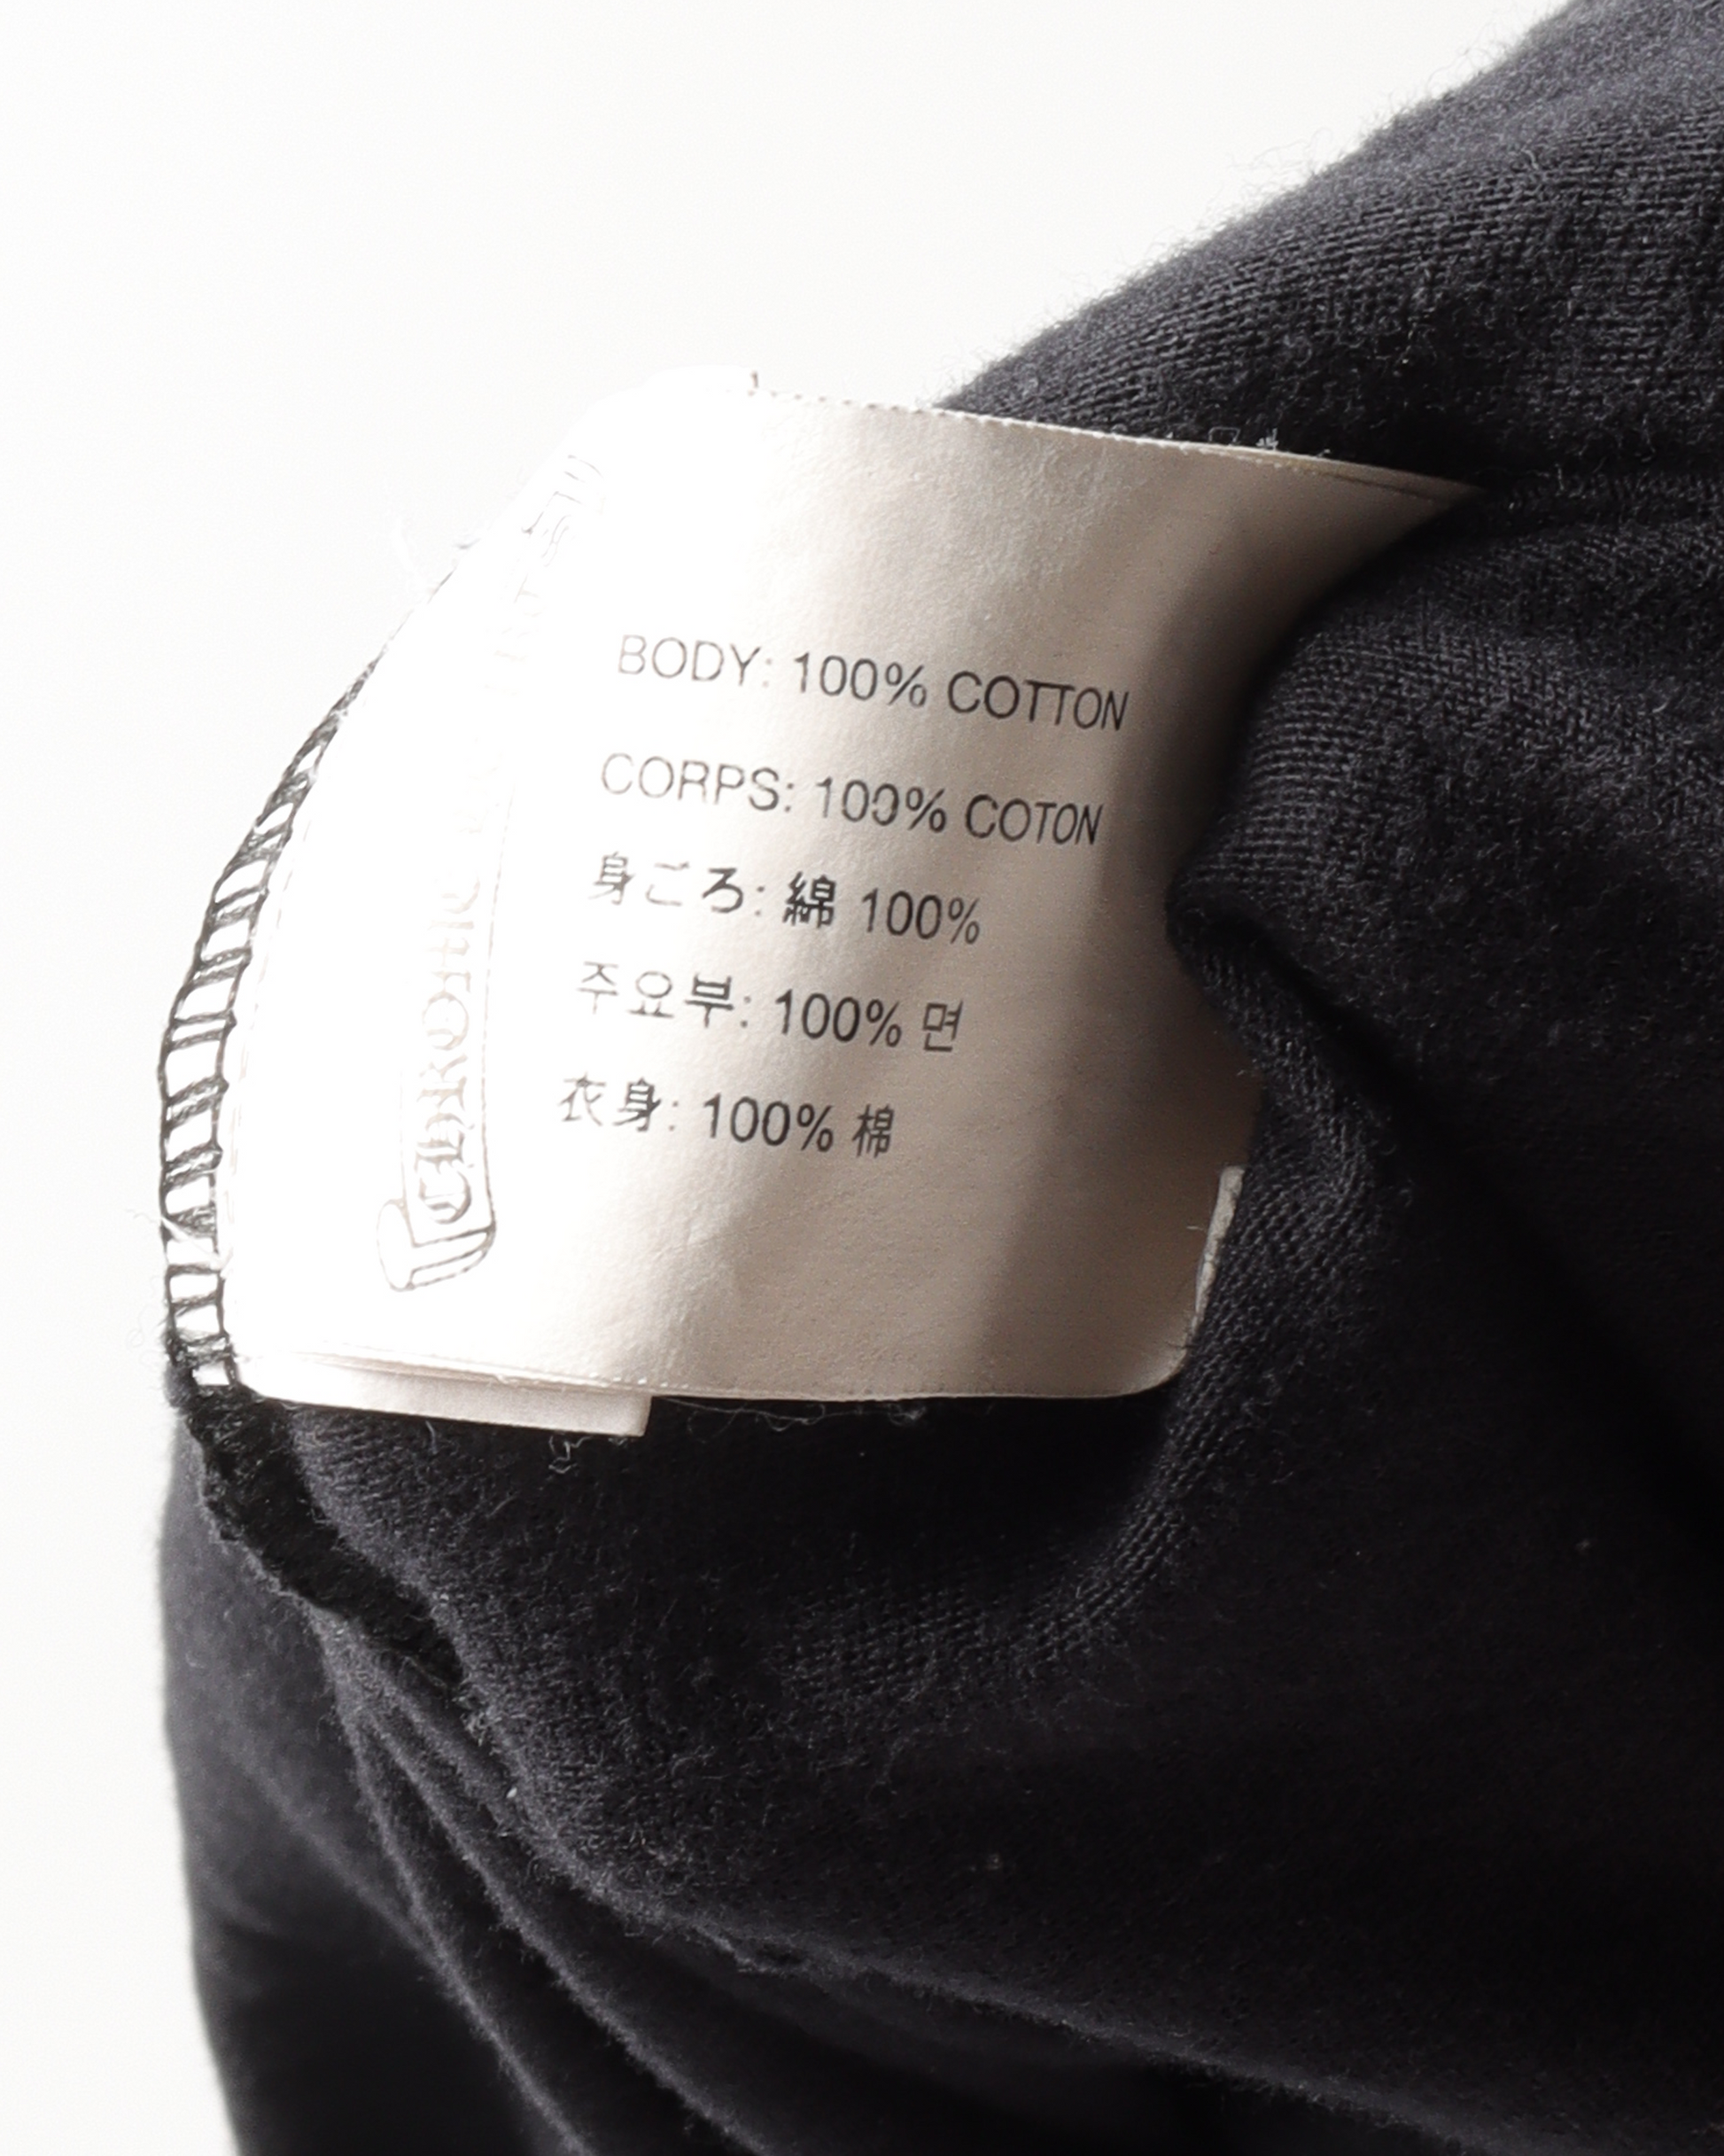 BODY: 100% COTTON
CORPS: 100% COTON
身ごろ: 綿 100%
주요부: 100% 면
衣身: 100% 棉
Chrome